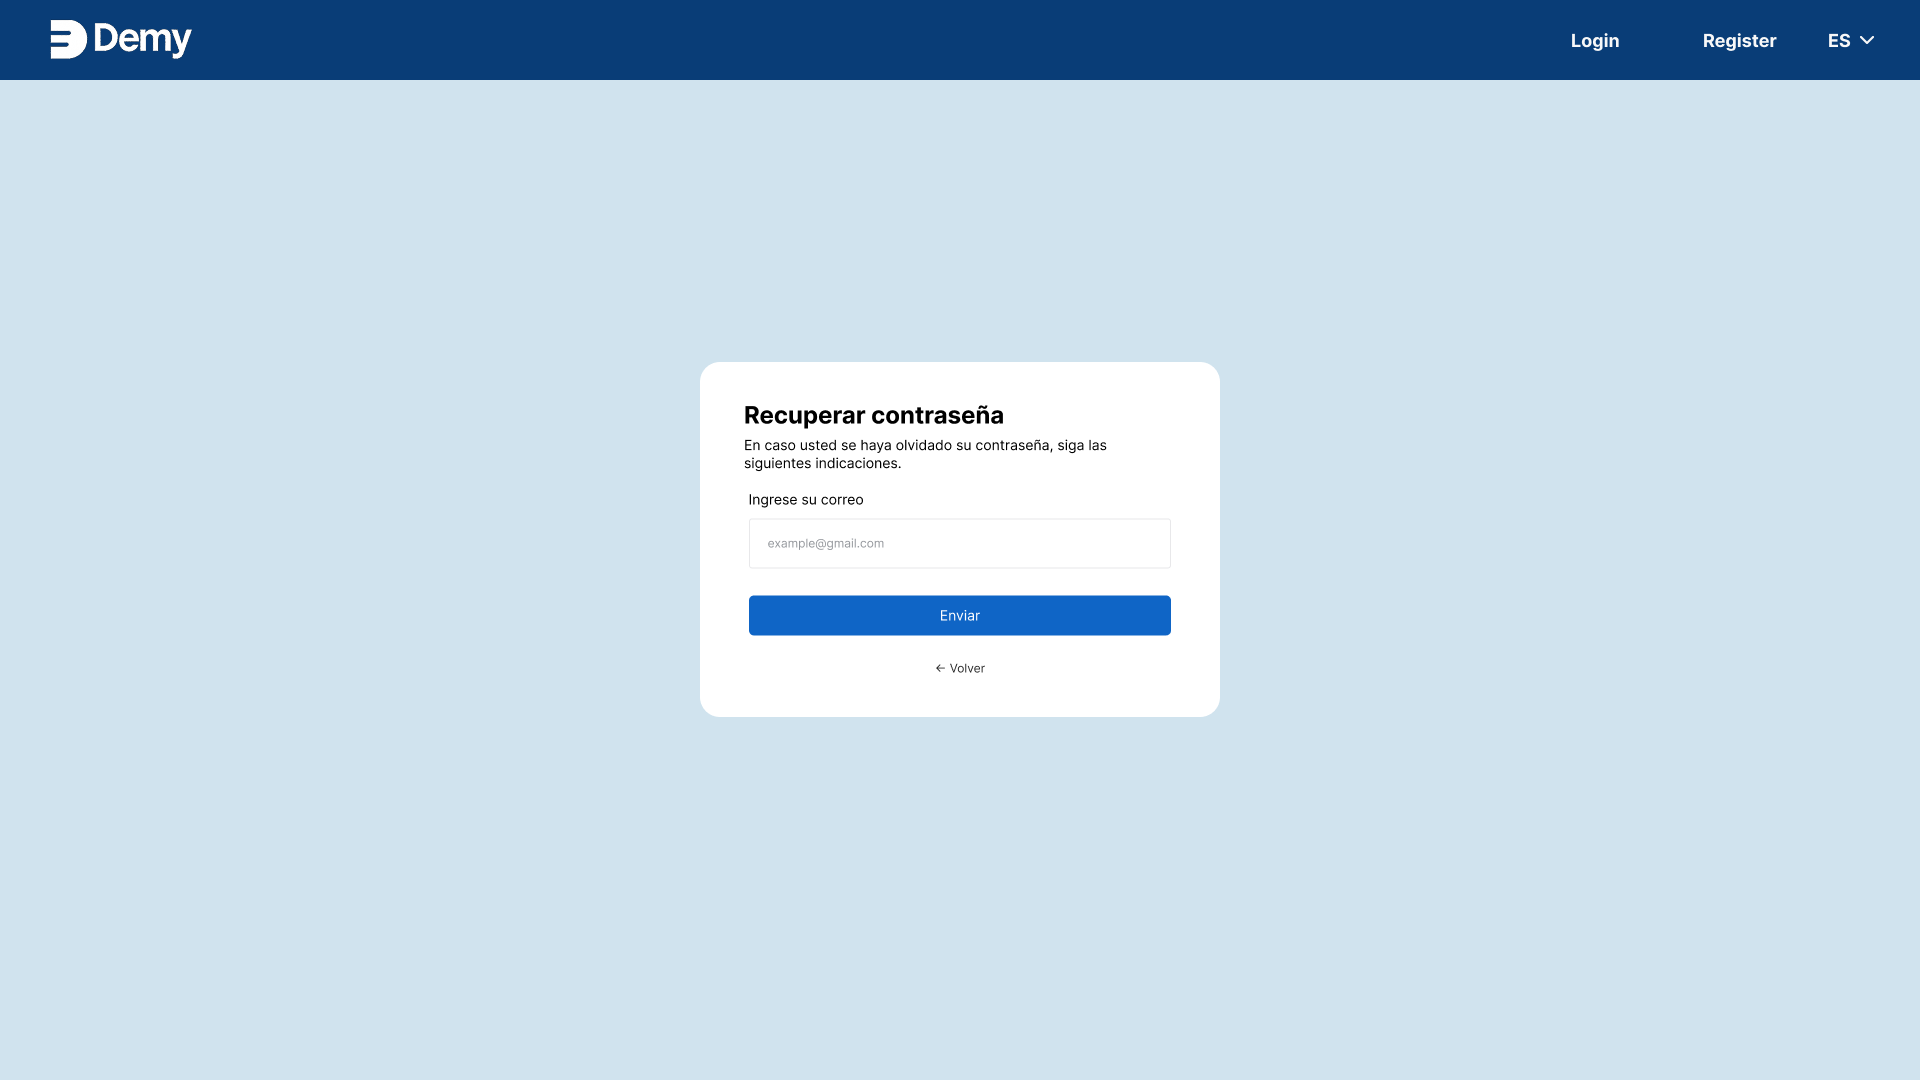 Demy
Login
Register
ES
Recuperar contraseña
En caso usted se haya olvidado su contraseña, siga las
siguientes indicaciones.
Ingrese su correo
example@gmail.com
Enviar
← Volver